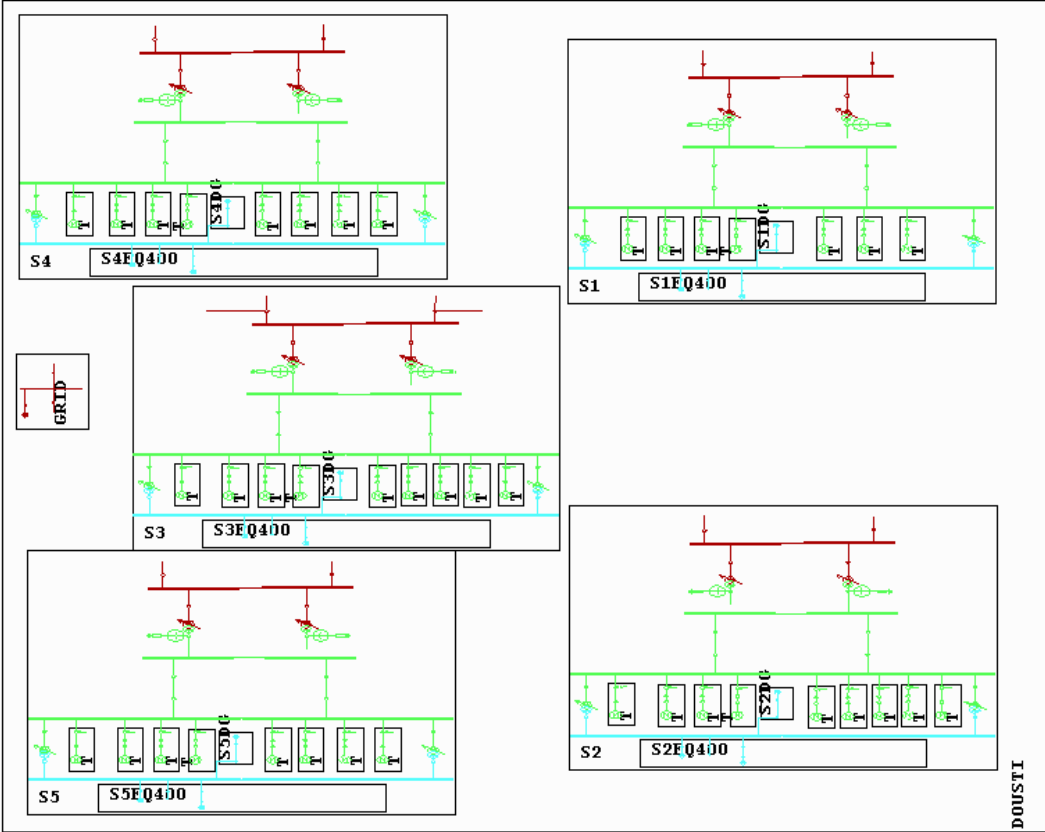 S4DG
T T T T T T T T
S4EQ400
S4
S1DG
T T T T T T T
S1EQ400
S1
GRID
S3DG
T T T T T T T T T
S3EQ400
S3
S2DG
T T T T T T T T T
S2EQ400
S2
S5DG
T T T T T T T T
S5EQ400
S5
DOUSTI